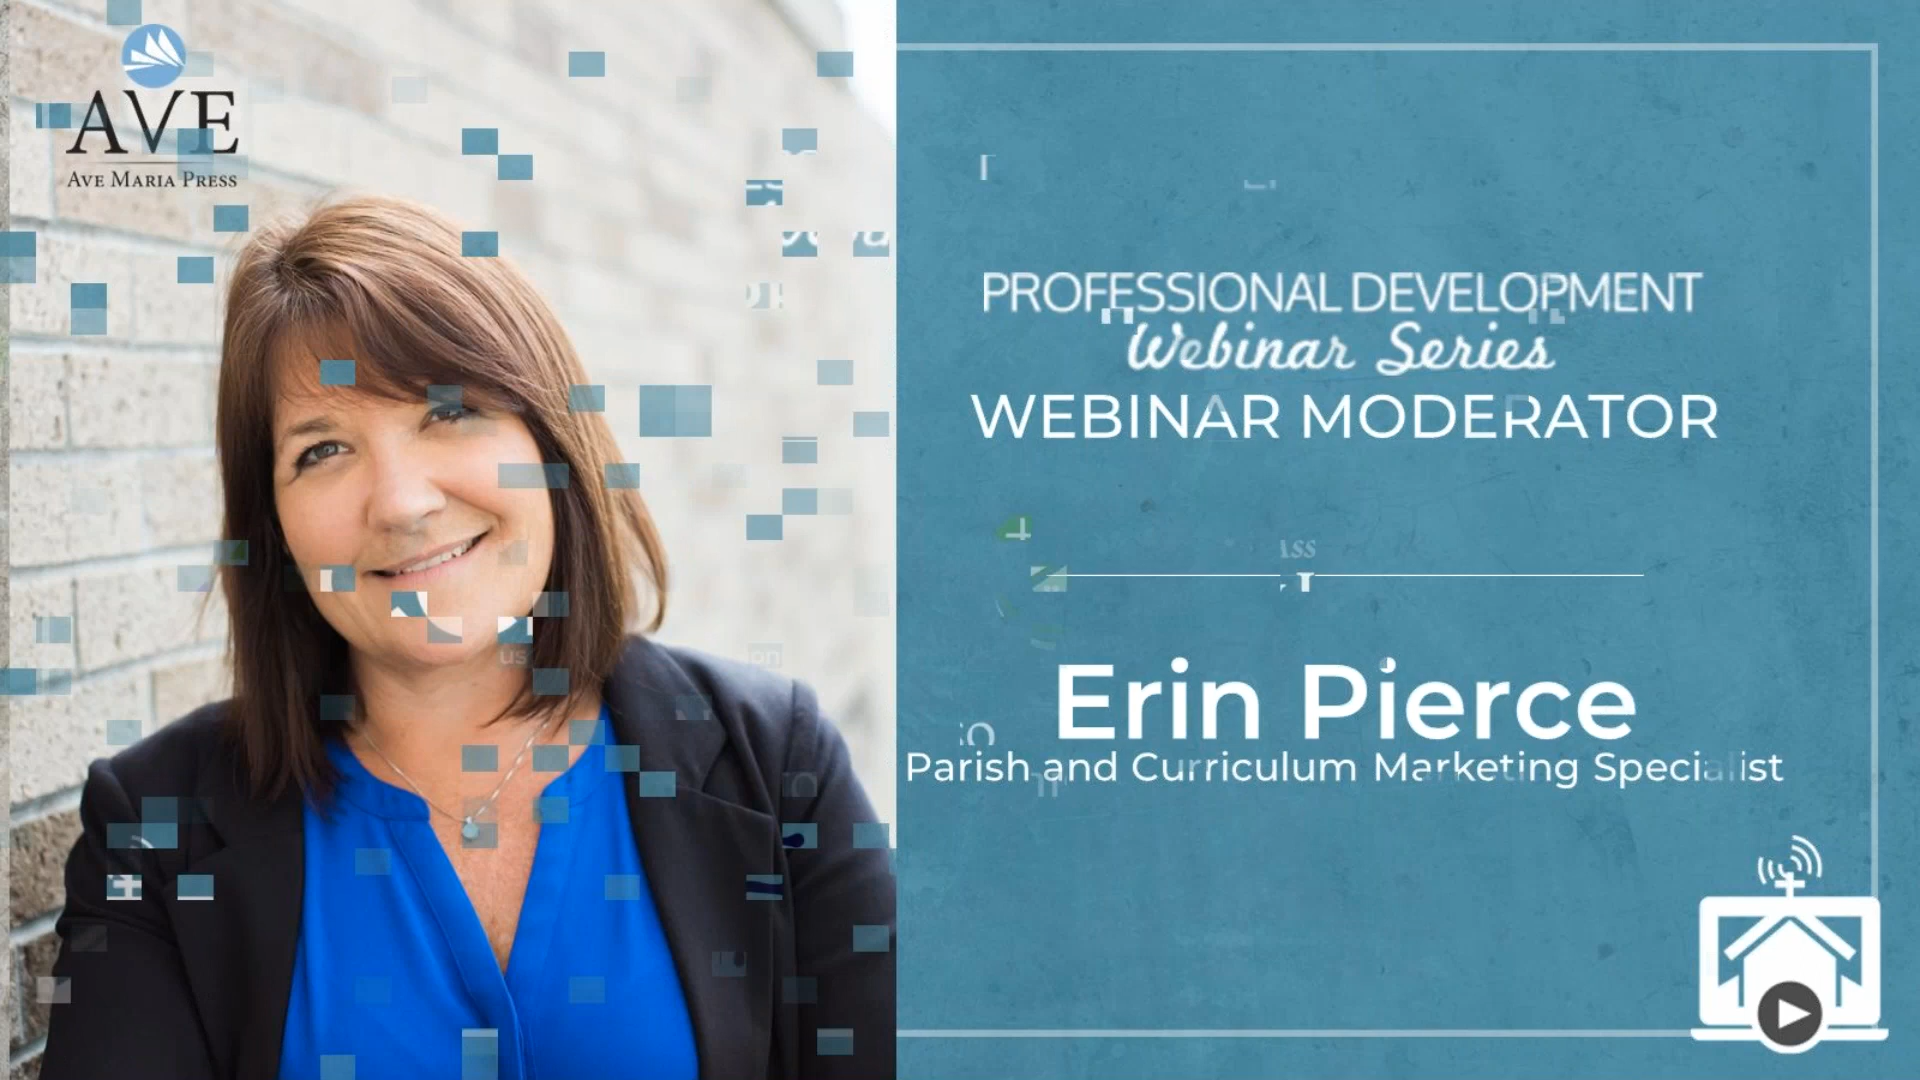 AVE
AVE MARIA PRESS
PROFESSIONAL DEVELOPMENT
Webinar Series
WEBINAR MODERATOR
Erin Pierce
Parish and Curriculum Marketing Specialist